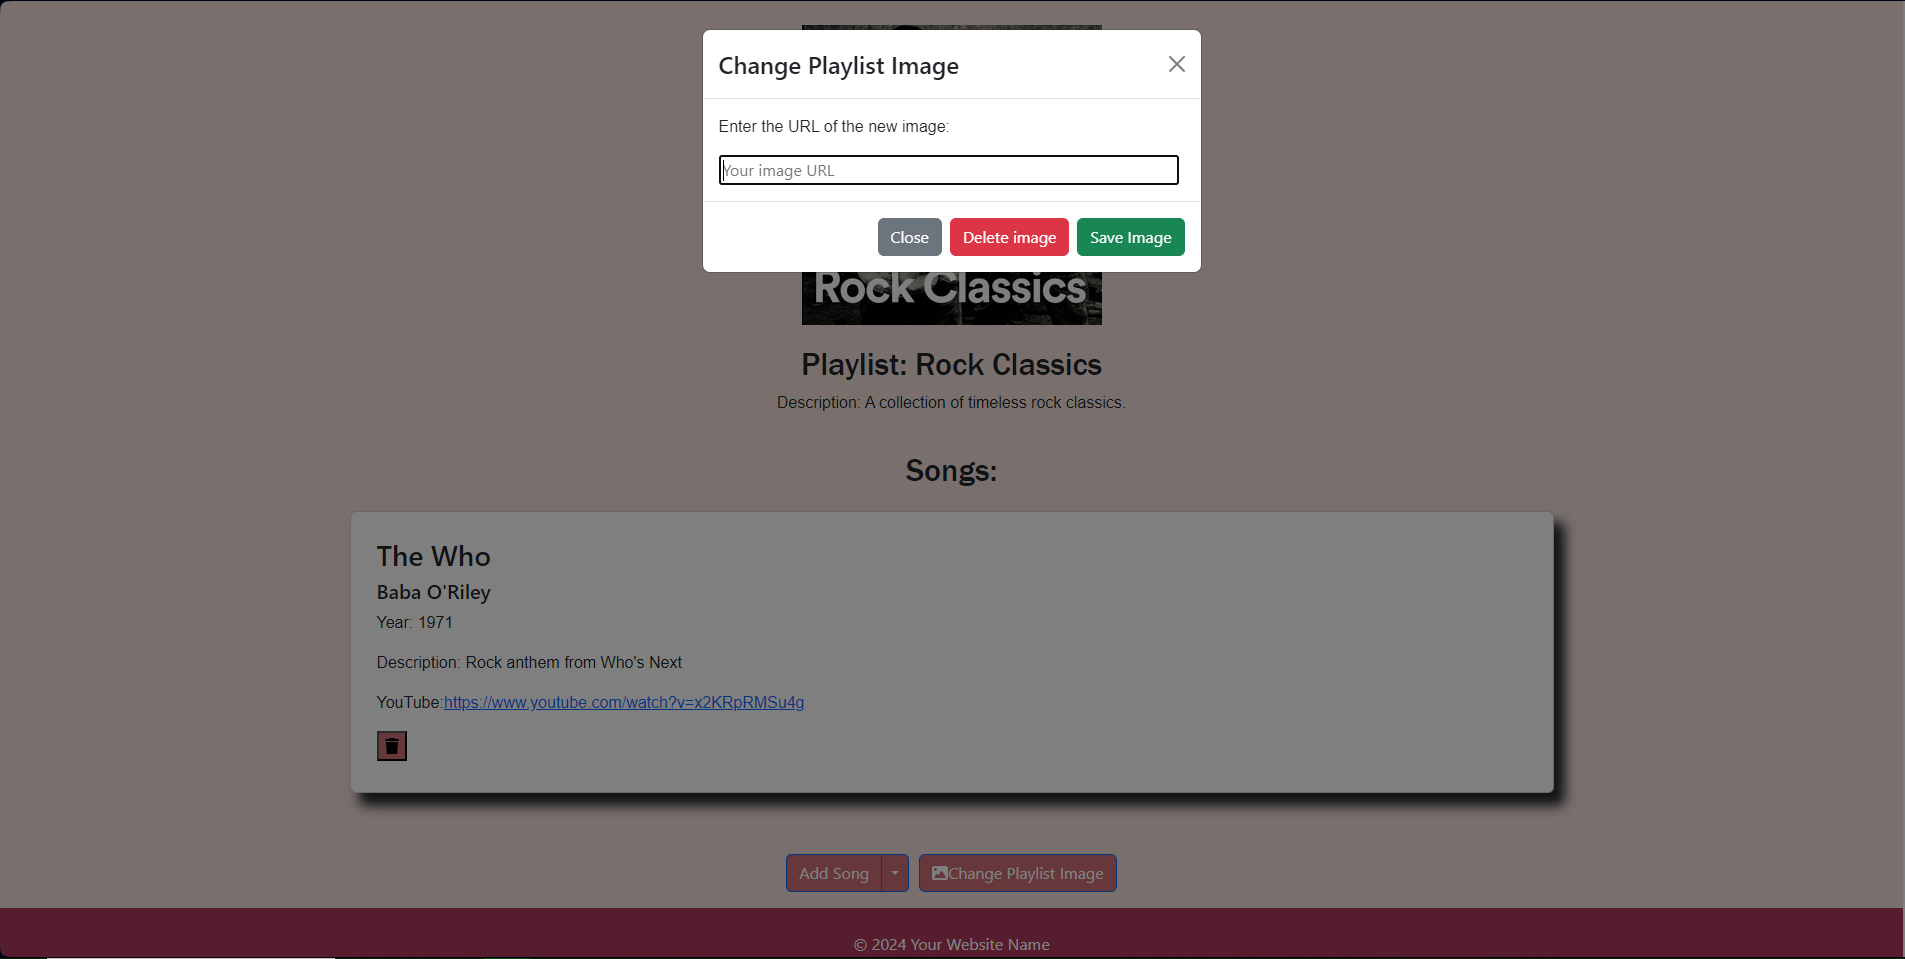 Change Playlist Image
Enter the URL of the new image:
Your image URL
Close Delete image Save Image
Rock Classics
Playlist: Rock Classics
Description: A collection of timeless rock classics.
Songs:
The Who
Baba O'Riley
Year: 1971
Description: Rock anthem from Who's Next
YouTube:https://www.youtube.com/watch?v=x2KRpRMSu4g
Add Song Change Playlist Image
© 2024 Your Website Name